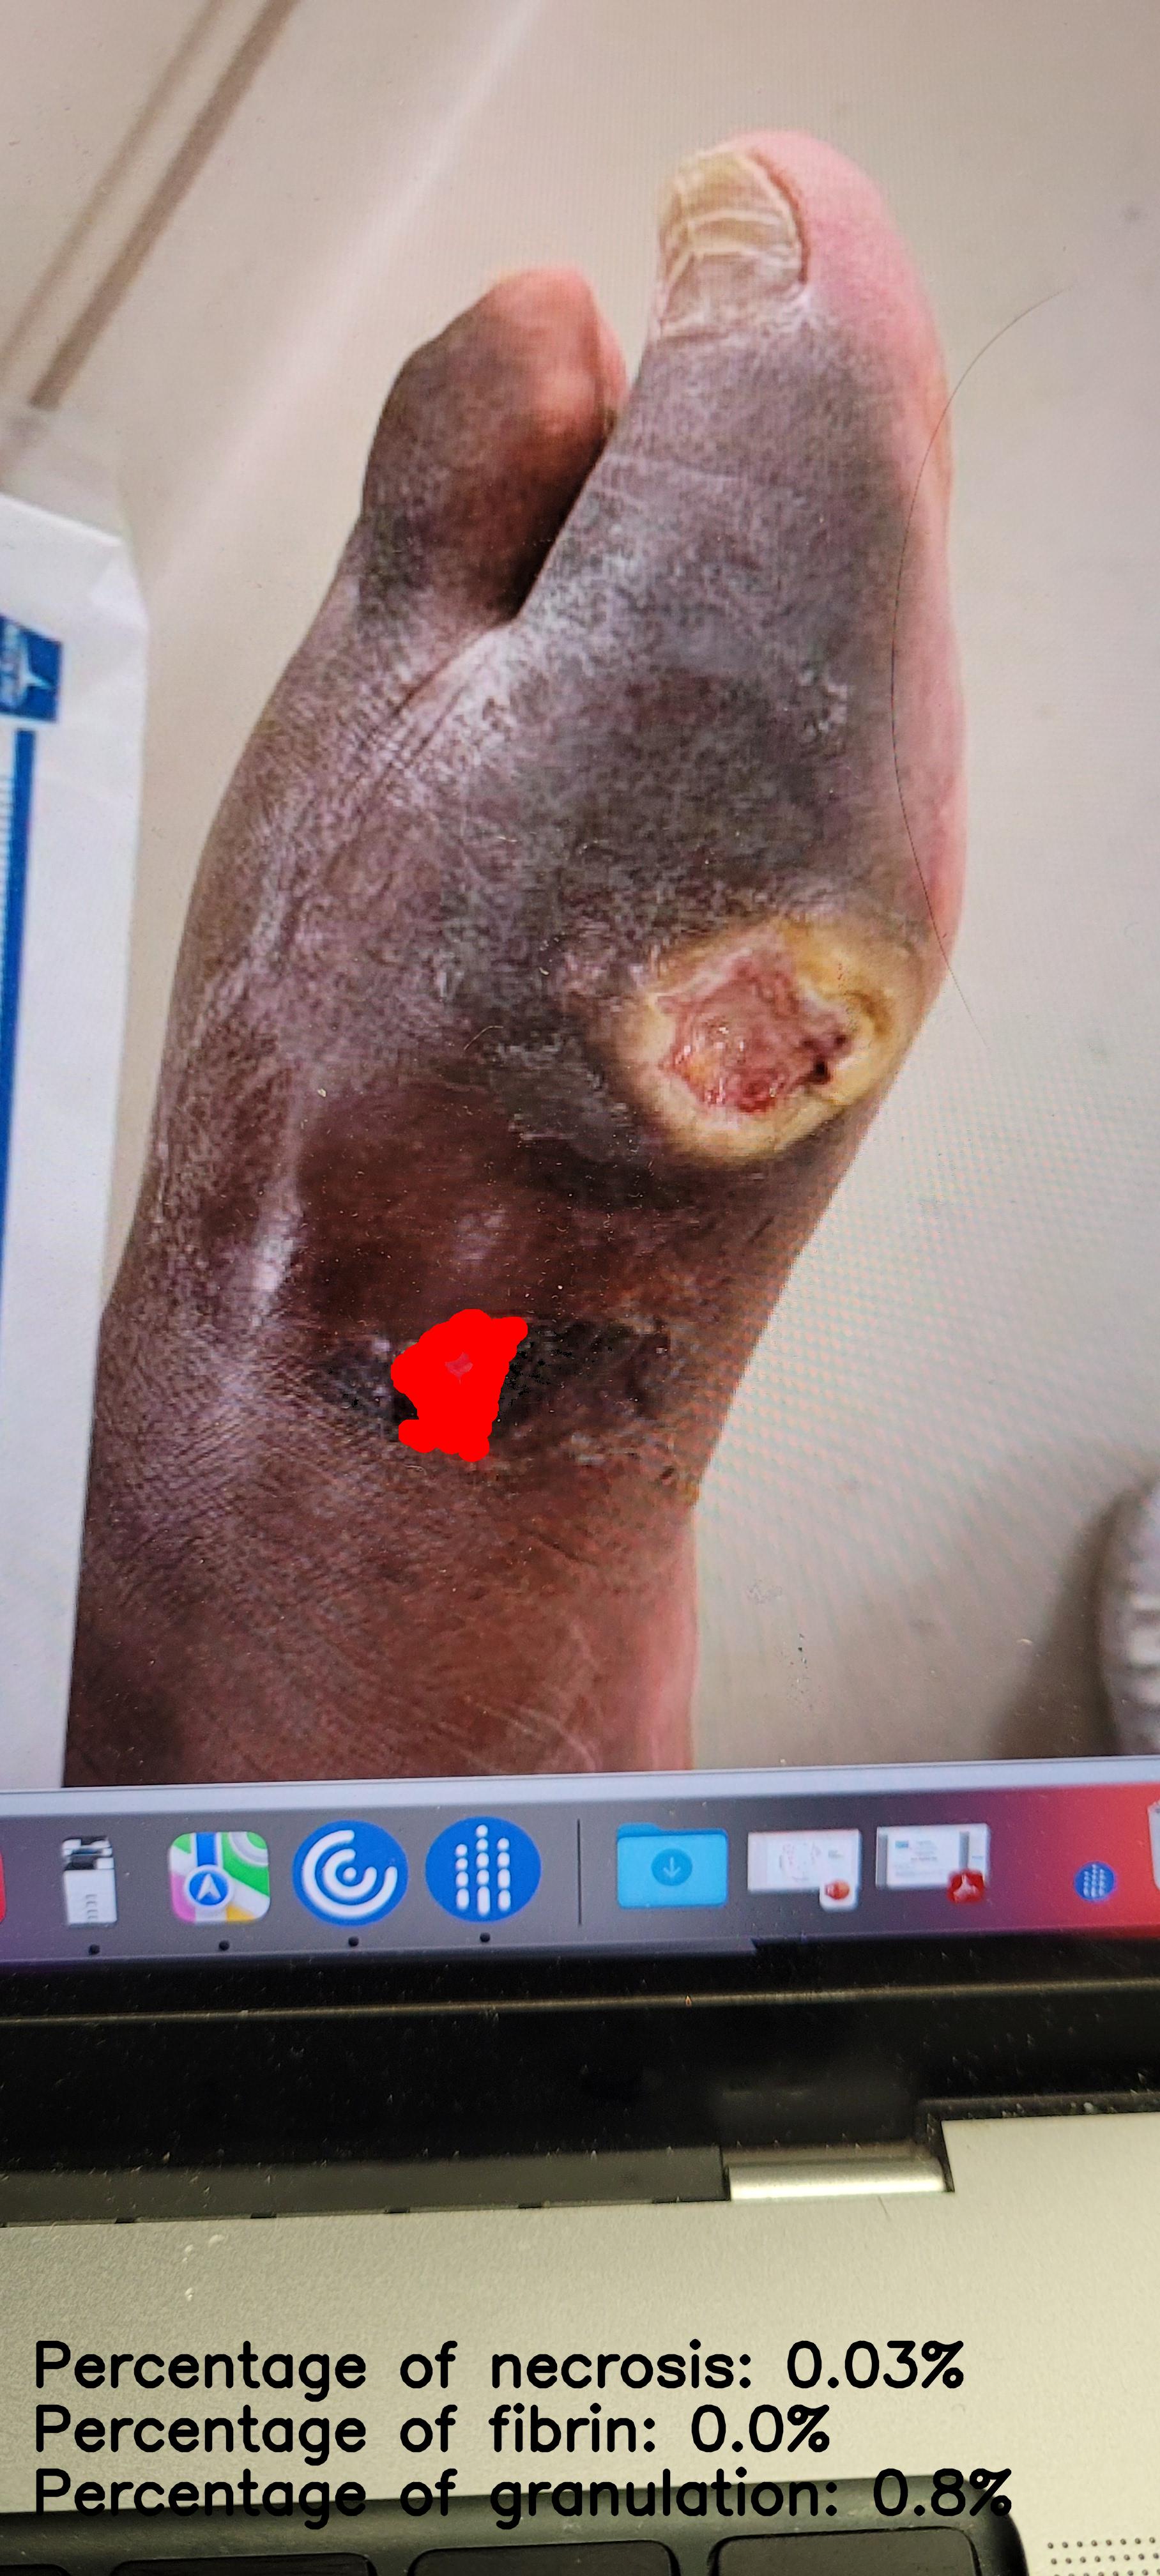 Percentage of necrosis: 0.03%
Percentage of fibrin: 0.0%
Percentage of granulation: 0.8%